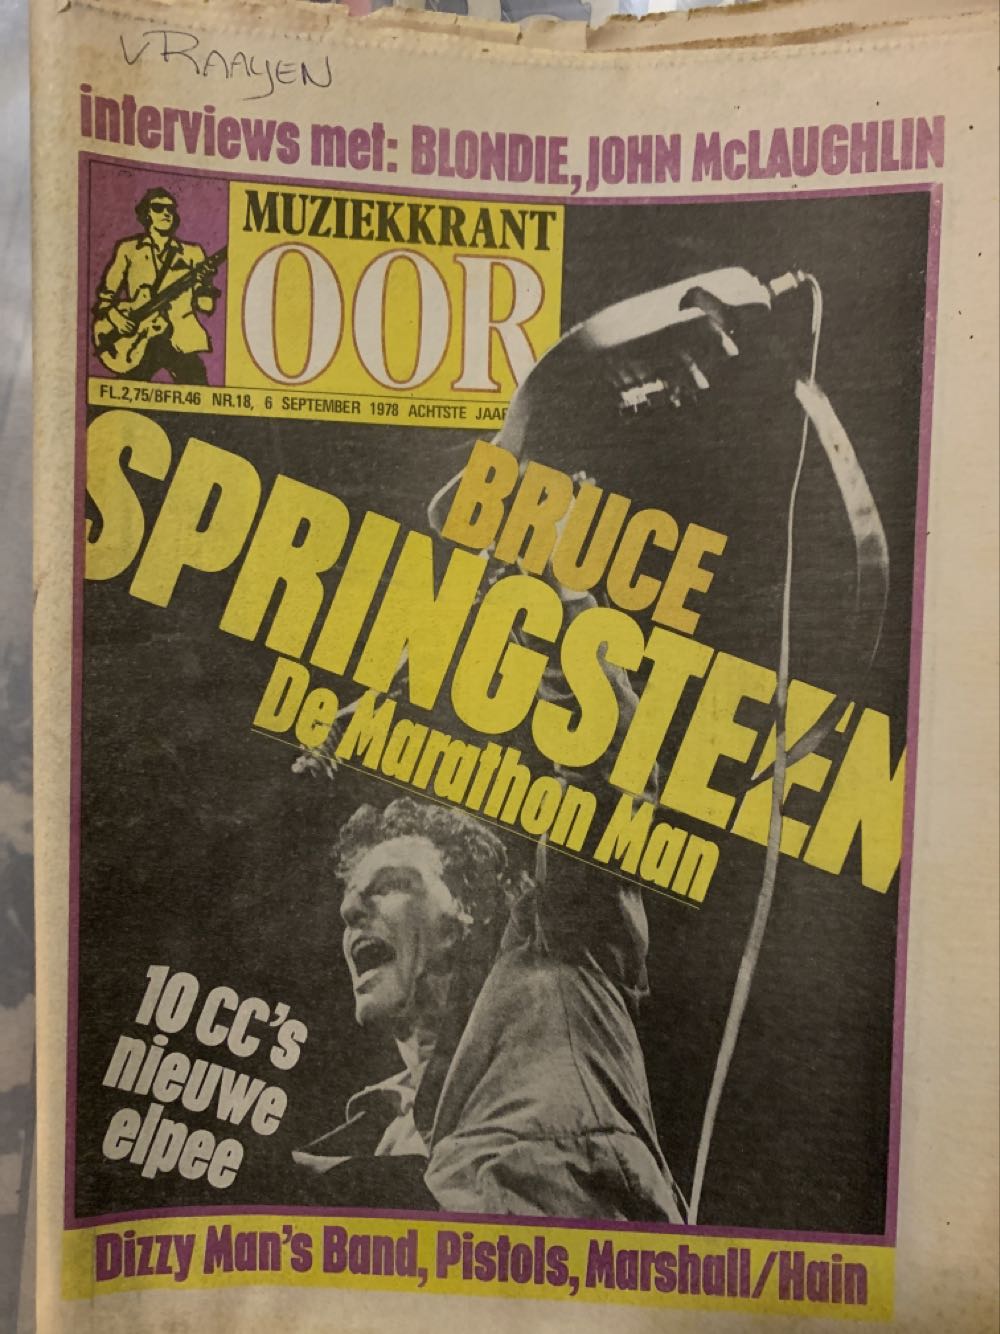 VRAAYEN
interviews met: BLONDIE, JOHN McLAUGHLIN
MUZIEKKRANT
OOR
FL.2,75/BFR.46 NR.18, 6 SEPTEMBER 1978 ACHTSTE JAAR
BRUCE
SPRINGSTEEN
De Marathon Man
10 CC's
nieuwe
elpee
Dizzy Man's Band, Pistols, Marshall/Hain